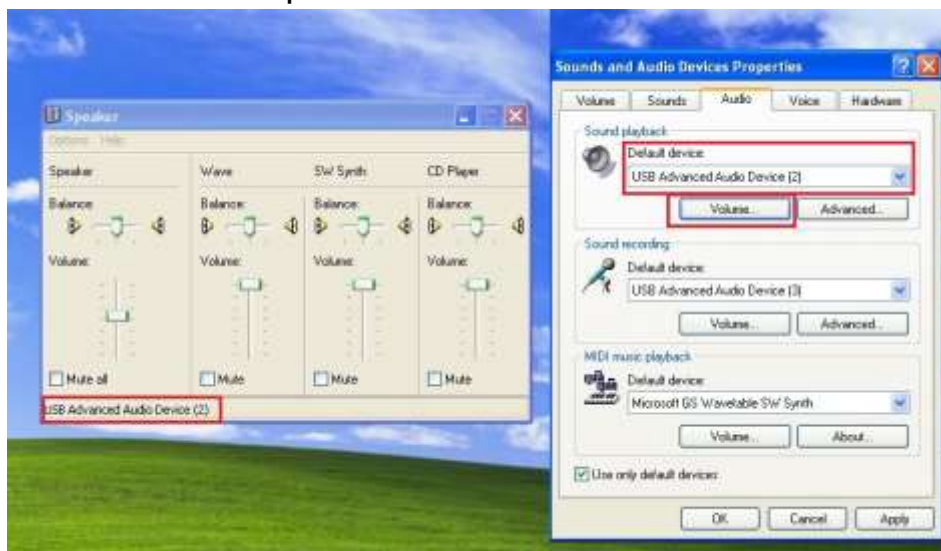 Speaker
Options Help
Speaker Wave SW Synth CD Player
Balance: Balance: Balance: Balance:
Volume: Volume: Volume: Volume:
Mute all Mute Mute Mute
USB Advanced Audio Device (2)
Sounds and Audio Devices Properties
Volume Sounds Audio Voice Hardware
Sound playback
Default device:
USB Advanced Audio Device (2)
Volume... Advanced...
Sound recording
Default device:
USB Advanced Audio Device (3)
Volume... Advanced...
MIDI music playback
Default device:
Microsoft GS Wavetable SW Synth
Volume... About...
Use only default devices
OK Cancel Apply